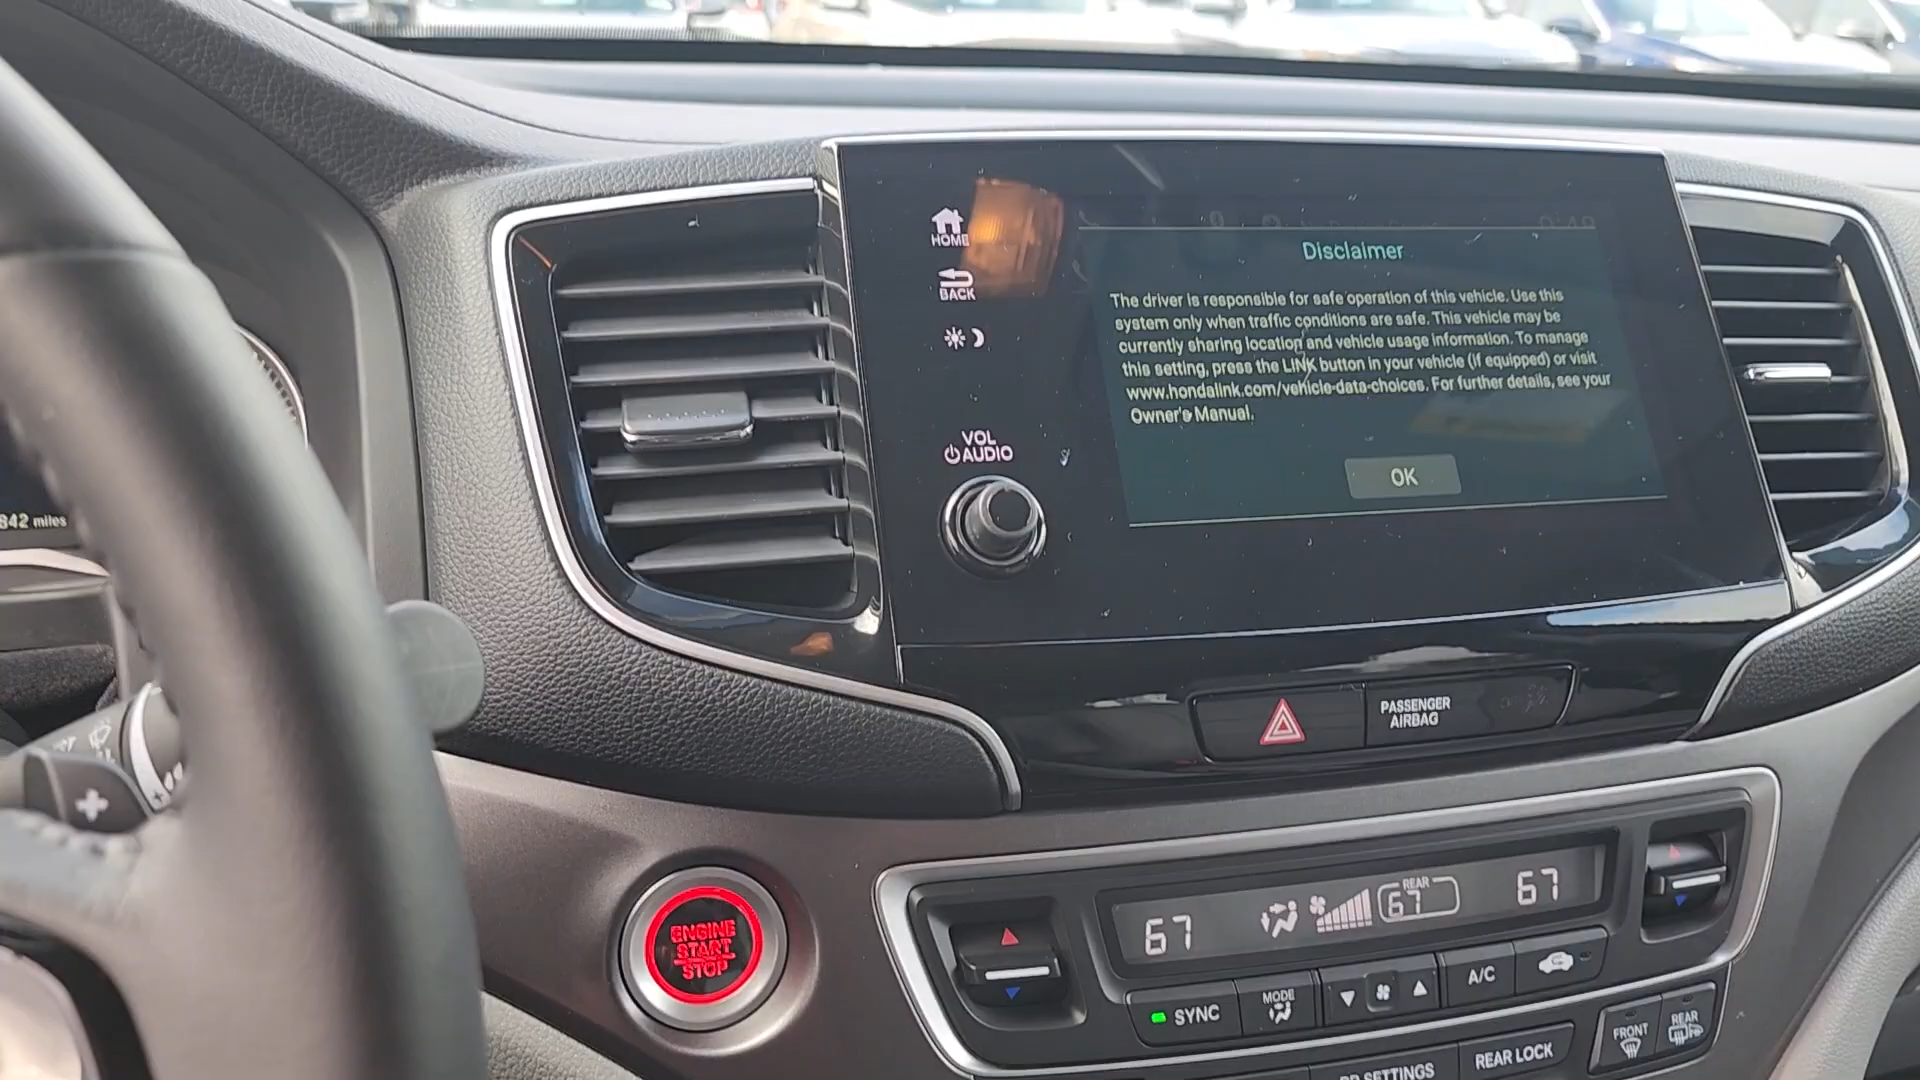 HOME
BACK
VOL
AUDIO
Disclaimer
The driver is responsible for safe operation of this vehicle. Use this
system only when traffic conditions are safe. This vehicle may be
currently sharing location and vehicle usage information. To manage
this setting, press the LINK button in your vehicle (if equipped) or visit
www.hondalink.com/vehicle-data-choices. For further details, see your
Owner's Manual.
OK
842 miles
PASSENGER
AIRBAG
ENGINE
START
STOP
67
REAR
67
67
SYNC
MODE
A/C
FRONT
REAR
SETTINGS
REAR LOCK